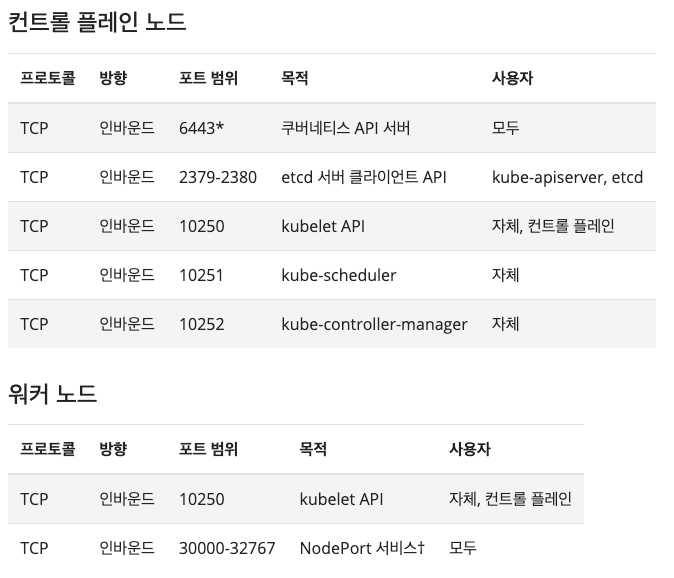 컨트롤 플레인 노드
프로토콜 방향 포트 범위 목적 사용자
TCP 인바운드 6443* 쿠버네티스 API 서버 모두
TCP 인바운드 2379-2380 etcd 서버 클라이언트 API kube-apiserver, etcd
TCP 인바운드 10250 kubelet API 자체, 컨트롤 플레인
TCP 인바운드 10251 kube-scheduler 자체
TCP 인바운드 10252 kube-controller-manager 자체
워커 노드
프로토콜 방향 포트 범위 목적 사용자
TCP 인바운드 10250 kubelet API 자체, 컨트롤 플레인
TCP 인바운드 30000-32767 NodePort 서비스† 모두